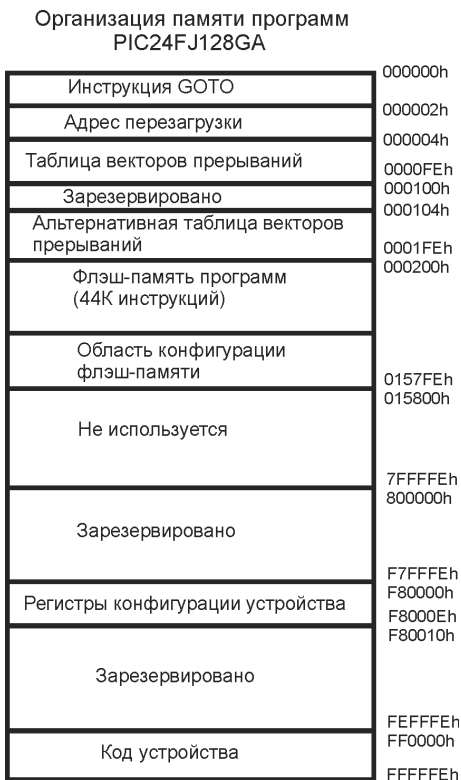 Организация памяти программ
PIC24FJ128GA
000000h
Инструкция GOTO
000002h
Адрес перезагрузки
000004h
Таблица векторов прерываний
0000FEh
000100h
Зарезервировано
000104h
Альтернативная таблица векторов
прерываний
0001FEh
000200h
Флэш-память программ
(44К инструкций)
Область конфигурации
флэш-памяти
0157FEh
015800h
Не используется
7FFFFEh
800000h
Зарезервировано
F7FFFEh
F80000h
Регистры конфигурации устройства
F8000Eh
F80010h
Зарезервировано
FEFFFEh
FF0000h
Код устройства
FFFFFEh